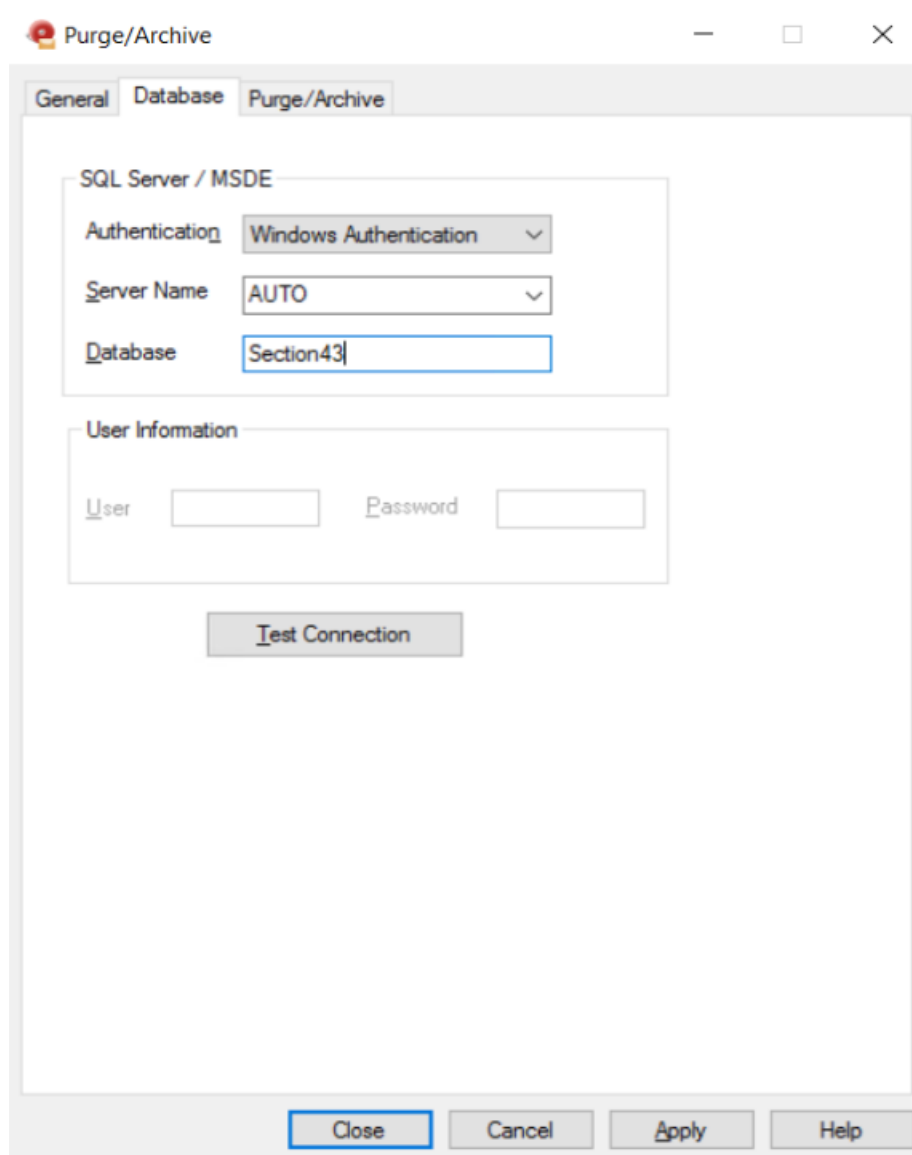 Purge/Archive
General Database Purge/Archive
SQL Server / MSDE
Authentication Windows Authentication
Server Name AUTO
Database Section43
User Information
User Password
Test Connection
Close Cancel Apply Help